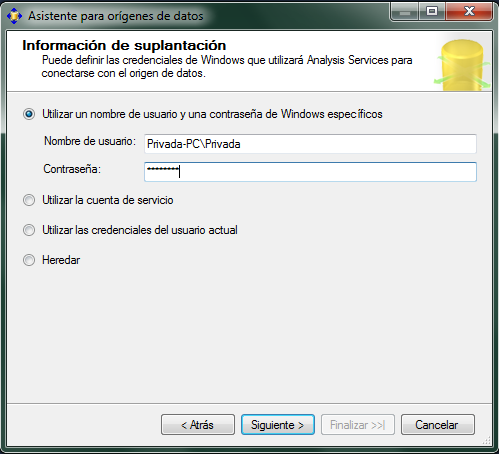 Asistente para orígenes de datos
Información de suplantación
Puede definir las credenciales de Windows que utilizará Analysis Services para
conectarse con el origen de datos.
Utilizar un nombre de usuario y una contraseña de Windows específicos
Nombre de usuario: Privada-PC\Privada
Contraseña: ********
Utilizar la cuenta de servicio
Utilizar las credenciales del usuario actual
Heredar
< Atrás Siguiente > Finalizar >>| Cancelar